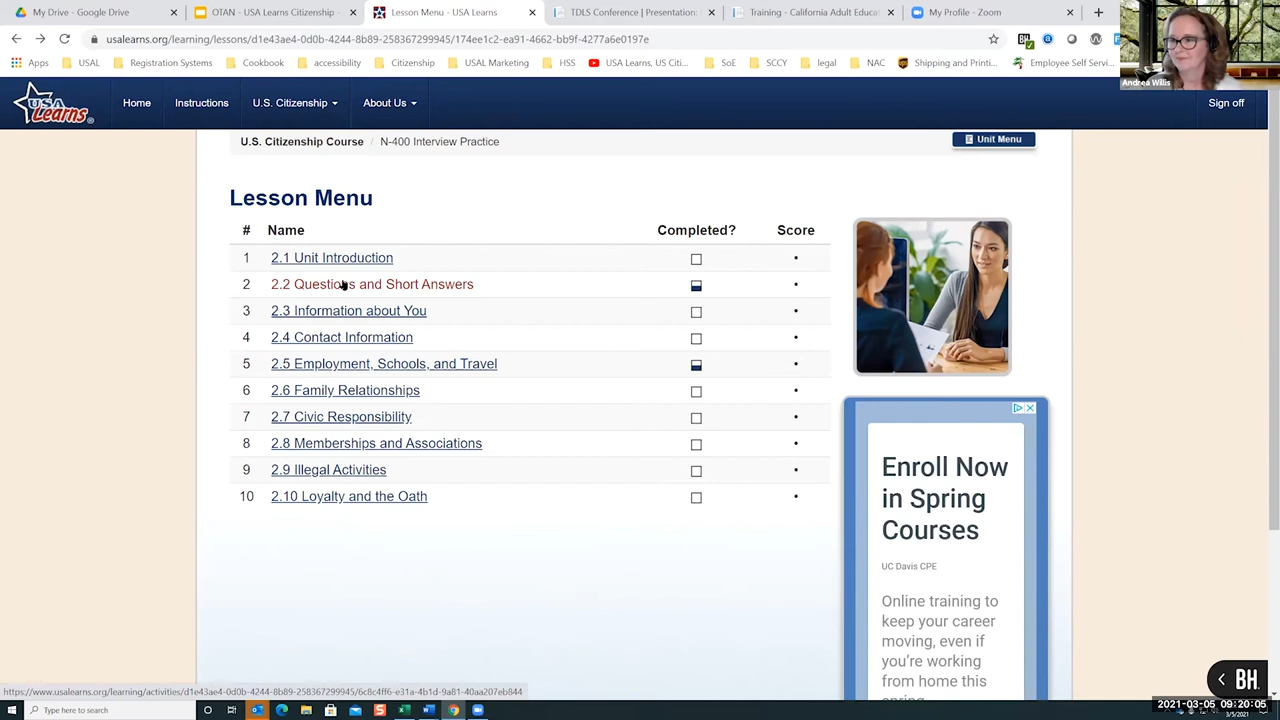 My Drive - Google Drive
OTAN - USA Learns Citizenship -
Lesson Menu - USA Learns
TDLS Conference | Presentation:
Training - California Adult Educ
My Profile - Zoom
usalearns.org/learning/lessons/d1e43ae4-0d0b-4244-8b89-258367299945/174ee1c2-ea91-4662-bb9f-4277a6e0197e
BH
Apps
USAL
Registration Systems
Cookbook
accessibility
Citizenship
USAL Marketing
HSS
USA Learns, US Citi...
SoE
SCCY
legal
NAC
Shipping and Printi...
Employee Self Servi...
Andrea Willis
USA Learns
Home
Instructions
U.S. Citizenship
About Us
Sign off
U.S. Citizenship Course / N-400 Interview Practice
Unit Menu
Lesson Menu
# Name Completed? Score
1 2.1 Unit Introduction
2 2.2 Questions and Short Answers
3 2.3 Information about You
4 2.4 Contact Information
5 2.5 Employment, Schools, and Travel
6 2.6 Family Relationships
7 2.7 Civic Responsibility
8 2.8 Memberships and Associations
9 2.9 Illegal Activities
10 2.10 Loyalty and the Oath
Enroll Now
in Spring
Courses
UC Davis CPE
Online training to
keep your career
moving, even if
you're working
from home this
spring
BH
https://www.usalearns.org/learning/activities/d1e43ae4-0d0b-4244-8b89-258367299945/6c8c4ff6-e31a-4b1d-9a81-40aa207eb844
Type here to search
2021-03-05 09:20:05
3/5/2021